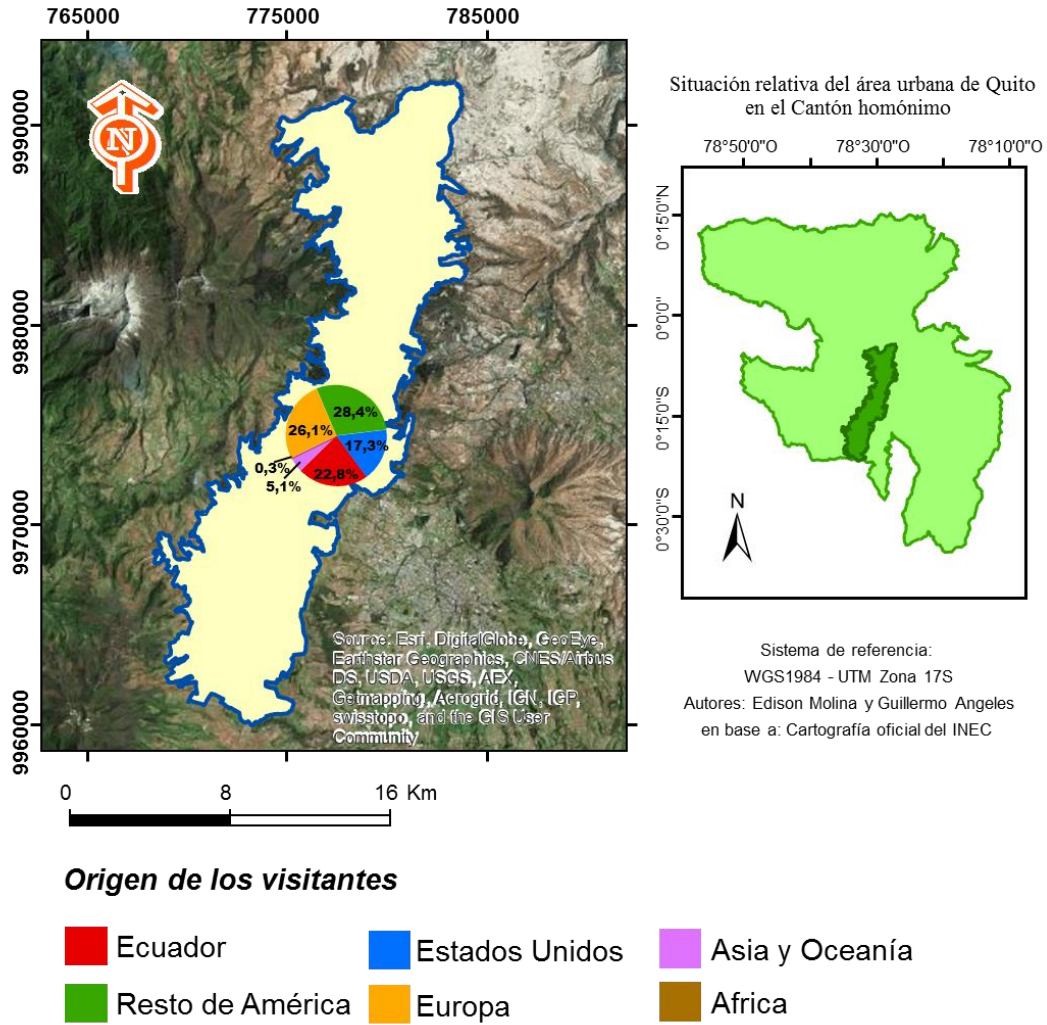 765000 775000 785000
9990000
9980000
9970000
9960000
N
28,4%
26,1%
17,3%
0,3%
22,8%
5,1%
Source: Esri, DigitalGlobe, GeoEye,
Earthstar Geographics, CNES/Airbus
DS, USDA, USGS, AEX,
Getmapping, Aerogrid, IGN, IGP,
swisstopo, and the GIS User
Community
0 8 16 Km
Situación relativa del área urbana de Quito
en el Cantón homónimo
78°50'0"O 78°30'0"O 78°10'0"O
0°15'0"N
0°0'0"
0°15'0"S
0°30'0"S
N
Sistema de referencia:
WGS1984 - UTM Zona 17S
Autores: Edison Molina y Guillermo Angeles
en base a: Cartografía oficial del INEC
Origen de los visitantes
Ecuador Estados Unidos Asia y Oceanía
Resto de América Europa Africa